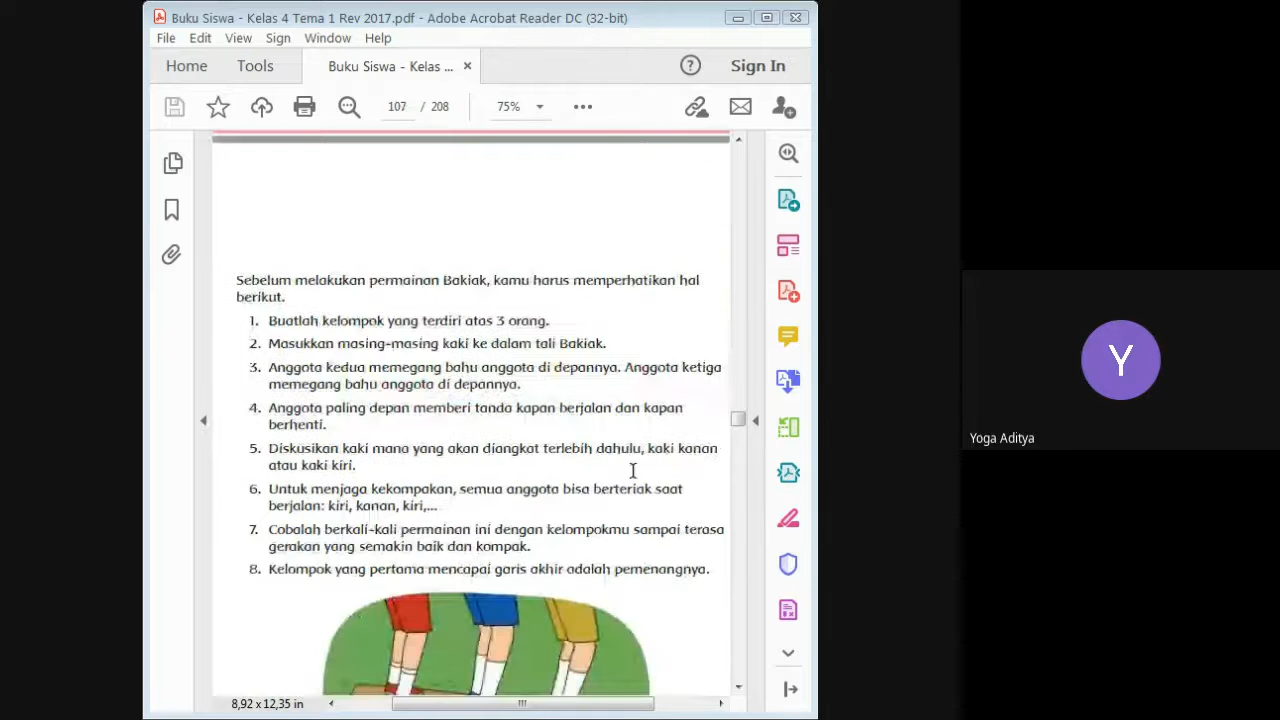 Buku Siswa - Kelas 4 Tema 1 Rev 2017.pdf - Adobe Acrobat Reader DC (32-bit)
File Edit View Sign Window Help
Home Tools Buku Siswa - Kelas ... × ? Sign In
107 / 208 75%
Sebelum melakukan permainan Bakiak, kamu harus memperhatikan hal
berikut.
1. Buatlah kelompok yang terdiri atas 3 orang.
2. Masukkan masing-masing kaki ke dalam tali Bakiak.
3. Anggota kedua memegang bahu anggota di depannya. Anggota ketiga
memegang bahu anggota di depannya.
4. Anggota paling depan memberi tanda kapan berjalan dan kapan
berhenti.
5. Diskusikan kaki mana yang akan diangkat terlebih dahulu, kaki kanan
atau kaki kiri.
6. Untuk menjaga kekompakan, semua anggota bisa berteriak saat
berjalan: kiri, kanan, kiri,...
7. Cobalah berkali-kali permainan ini dengan kelompokmu sampai terasa
gerakan yang semakin baik dan kompak.
8. Kelompok yang pertama mencapai garis akhir adalah pemenangnya.
8,92 x 12,35 in
Y
Yoga Aditya